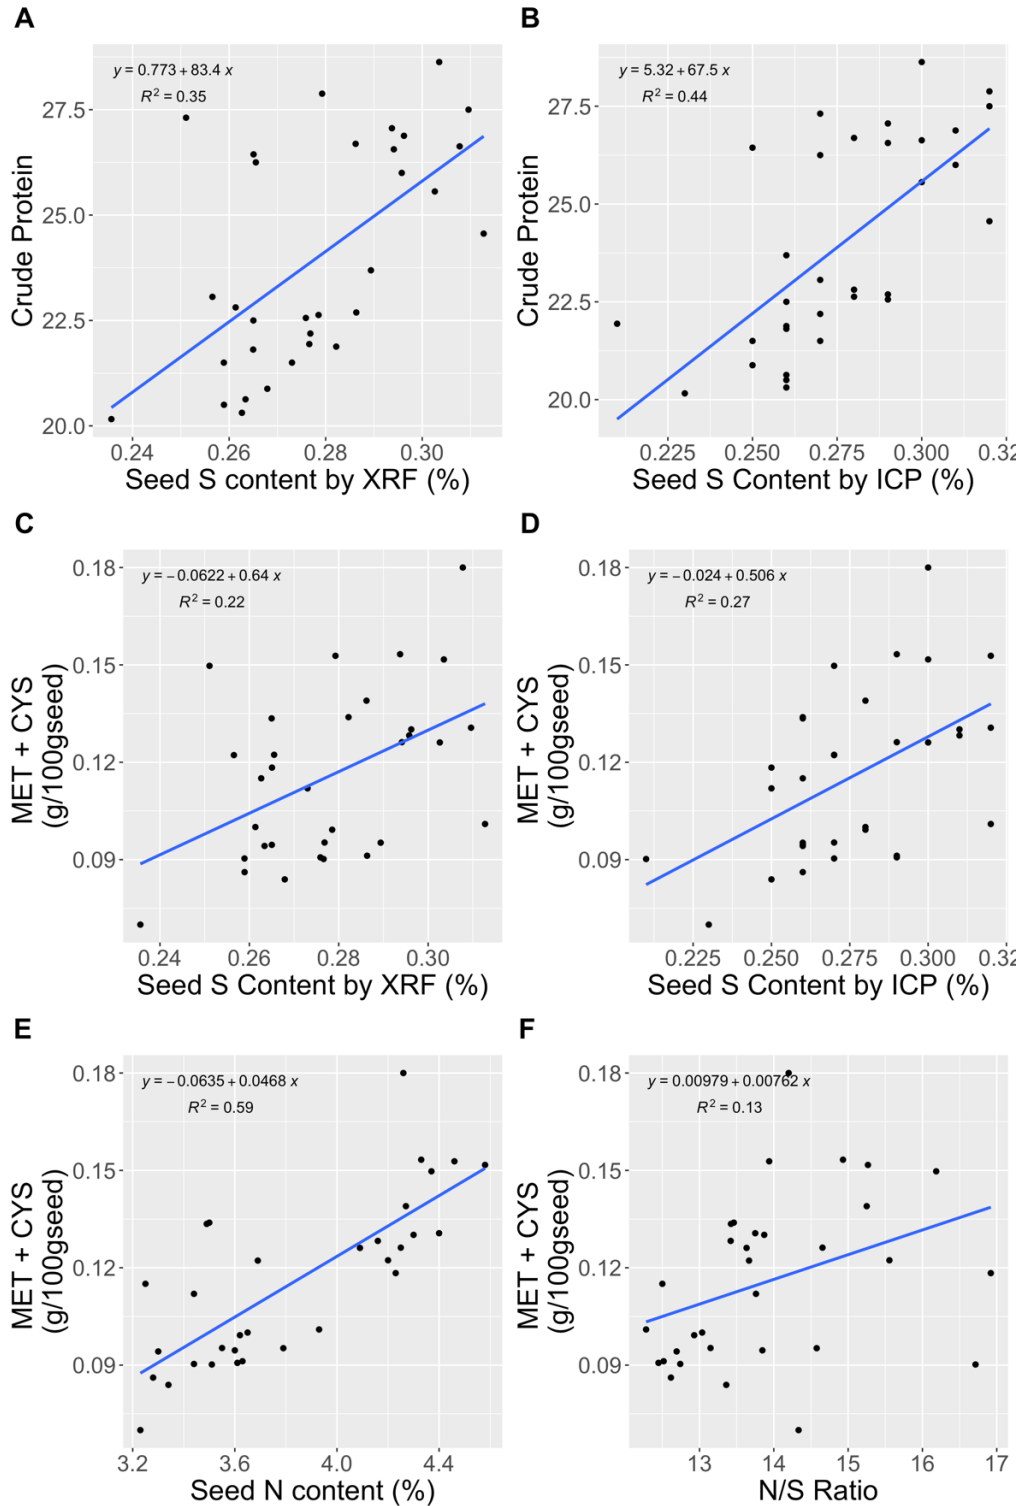 A
B
y = 0.773 + 83.4 x
R² = 0.35
y = 5.32 + 67.5 x
R² = 0.44
27.5
25.0
22.5
20.0
Crude Protein
0.24
0.26
0.28
0.30
Seed S content by XRF (%)
27.5
25.0
22.5
20.0
Crude Protein
0.225
0.250
0.275
0.300
0.32
Seed S Content by ICP (%)
C
D
y = −0.0622 + 0.64 x
R² = 0.22
y = −0.024 + 0.506 x
R² = 0.27
0.18
0.15
0.12
0.09
MET + CYS
(g/100gseed)
0.24
0.26
0.28
0.30
Seed S Content by XRF (%)
0.18
0.15
0.12
0.09
MET + CYS
(g/100gseed)
0.225
0.250
0.275
0.300
0.32
Seed S Content by ICP (%)
E
F
y = −0.0635 + 0.0468 x
R² = 0.59
y = 0.00979 + 0.00762 x
R² = 0.13
0.18
0.15
0.12
0.09
MET + CYS
(g/100gseed)
3.2
3.6
4.0
4.4
Seed N content (%)
0.18
0.15
0.12
0.09
MET + CYS
(g/100gseed)
13
14
15
16
17
N/S Ratio